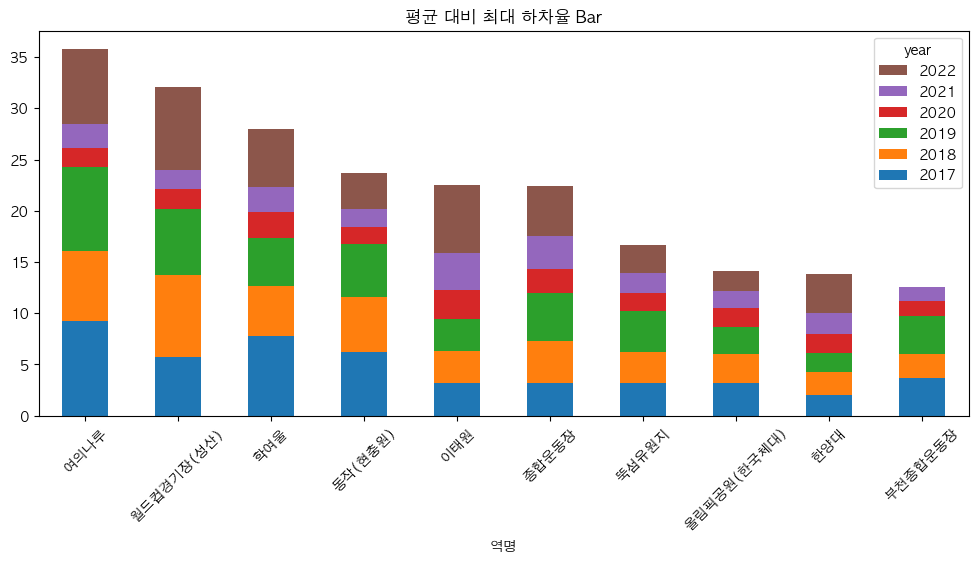 평균 대비 최대 하차율 Bar
35
30
25
20
15
10
5
0
year
2022
2021
2020
2019
2018
2017
여의나루
월드컵경기장(성산)
학여울
동작(현충원)
이태원
종합운동장
뚝섬유원지
올림픽공원(한국체대)
한양대
부천종합운동장
역명